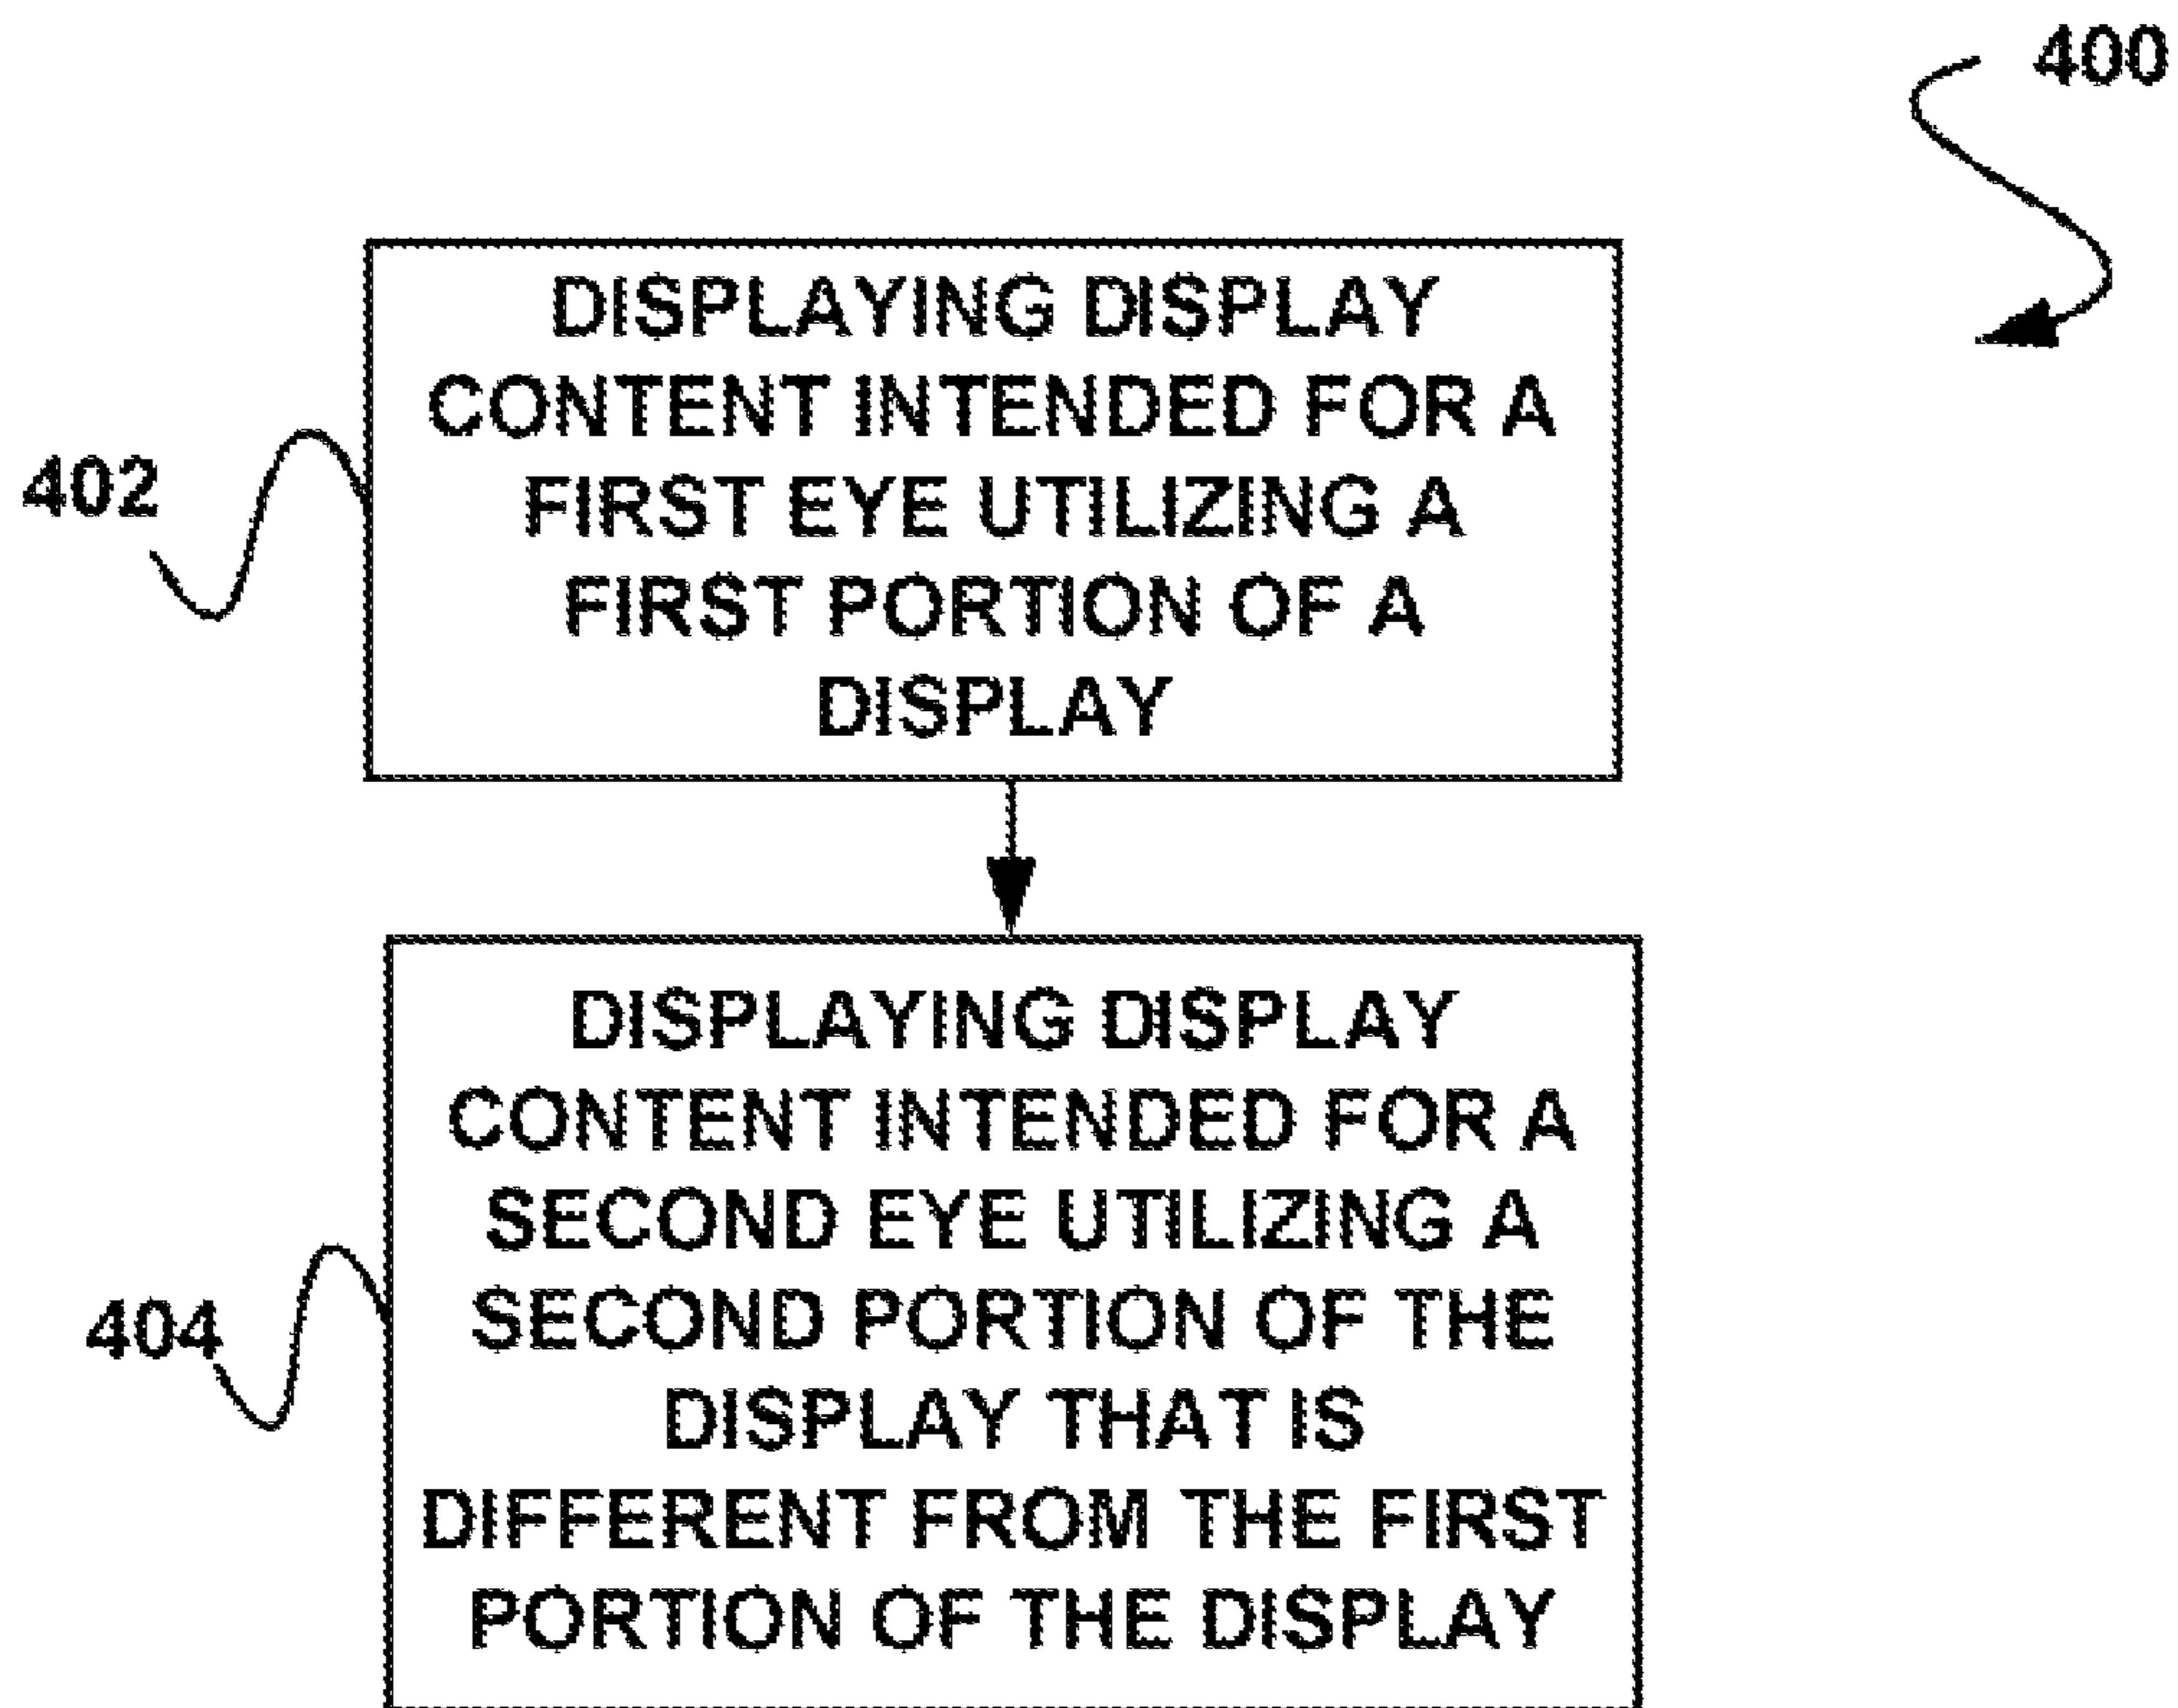 400
DISPLAYING DISPLAY
CONTENT INTENDED FOR A
FIRST EYE UTILIZING A
FIRST PORTION OF A
DISPLAY
402
DISPLAYING DISPLAY
CONTENT INTENDED FOR A
SECOND EYE UTILIZING A
SECOND PORTION OF THE
DISPLAY THAT IS
DIFFERENT FROM THE FIRST
PORTION OF THE DISPLAY
404